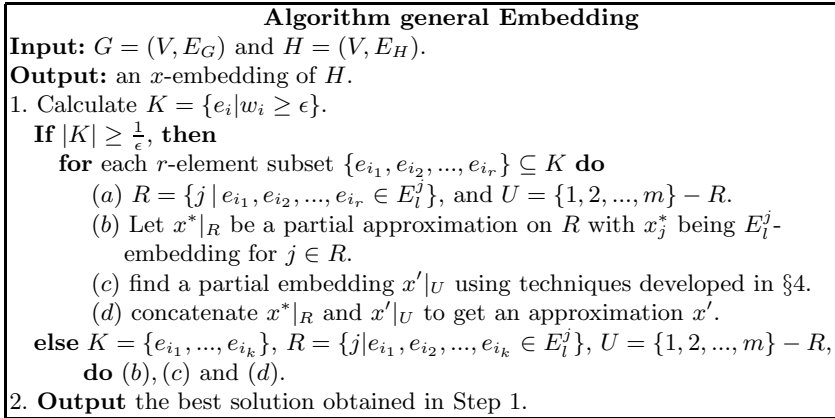 Algorithm general Embedding
Input: G = (V, E_G) and H = (V, E_H).
Output: an x-embedding of H.
1. Calculate K = {e_i|w_i ≥ ϵ}.
If |K| ≥ 1/ϵ, then
for each r-element subset {e_{i_1}, e_{i_2}, ..., e_{i_r}} ⊆ K do
(a) R = {j | e_{i_1}, e_{i_2}, ..., e_{i_r} ∈ E_l^j}, and U = {1, 2, ..., m} − R.
(b) Let x*|_R be a partial approximation on R with x_j^* being E_l^j-
embedding for j ∈ R.
(c) find a partial embedding x′|_U using techniques developed in §4.
(d) concatenate x*|_R and x′|_U to get an approximation x′.
else K = {e_{i_1}, ..., e_{i_k}}, R = {j|e_{i_1}, e_{i_2}, ..., e_{i_k} ∈ E_l^j}, U = {1, 2, ..., m} − R,
do (b), (c) and (d).
2. Output the best solution obtained in Step 1.